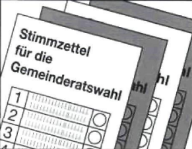 Stimmzettel
für die
Gemeinderatswahl
1
2
3